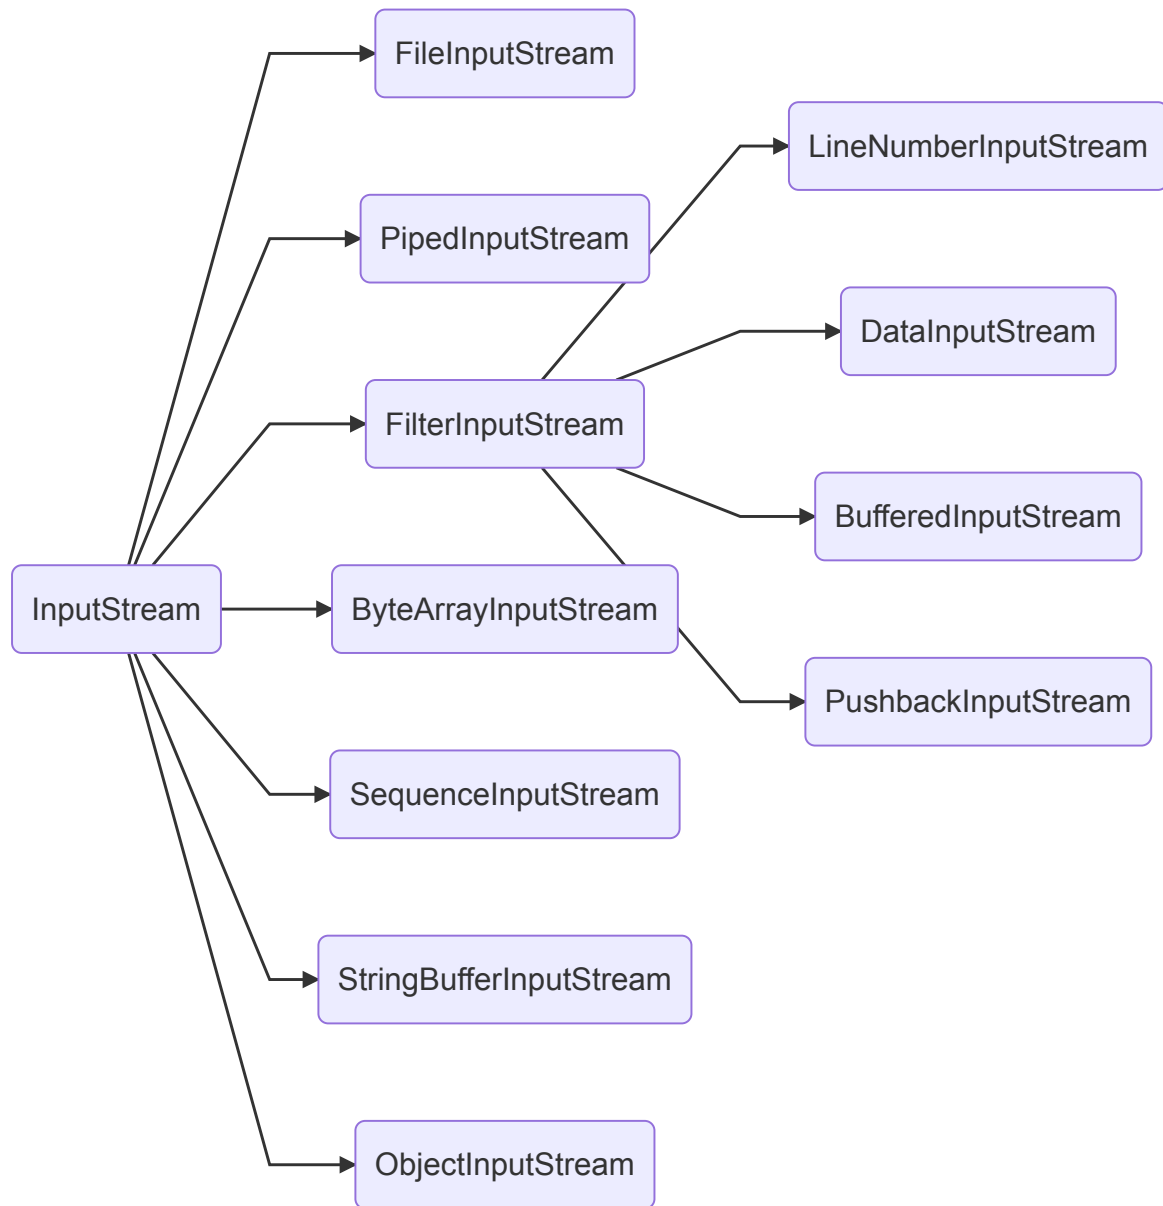 FileInputStream
LineNumberInputStream
PipedInputStream
DataInputStream
FilterInputStream
BufferedInputStream
InputStream
ByteArrayInputStream
PushbackInputStream
SequenceInputStream
StringBufferInputStream
ObjectInputStream